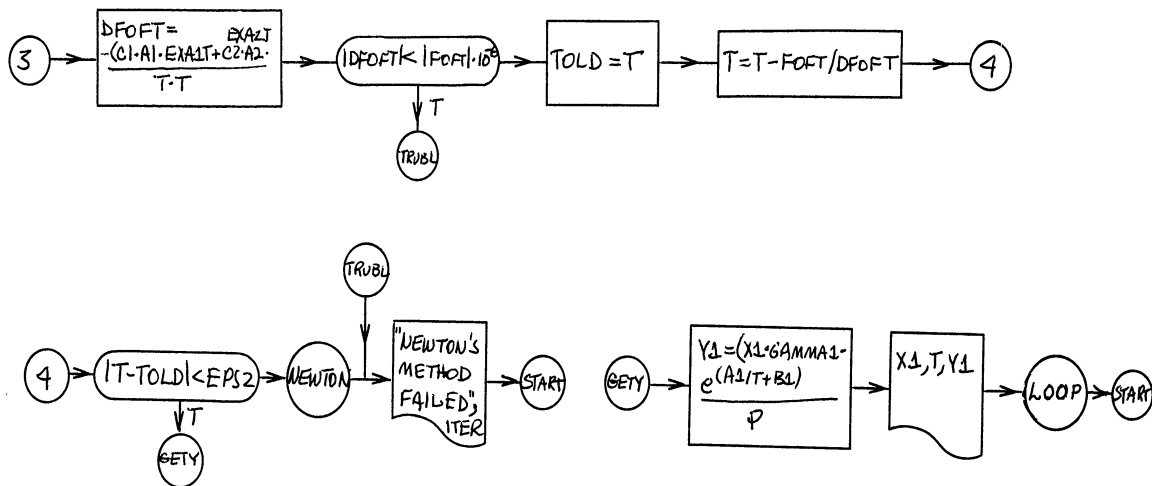 3
DFOFT= EXA2T
-(C1·A1·EXA1T+C2·A2·
T·T
|DFOFT|<|FOFT|·10⁻⁶
T
TRUBL
TOLD=T
T=T-FOFT/DFOFT
4
TRUBL
4
|T-TOLD|<EPS2
T
GETY
NEWTON
"NEWTON'S
METHOD
FAILED",
ITER
START
GETY
Y1=(X1·GAMMA1·
e(A1/T+B1)
P
X1,T,Y1
LOOP
START